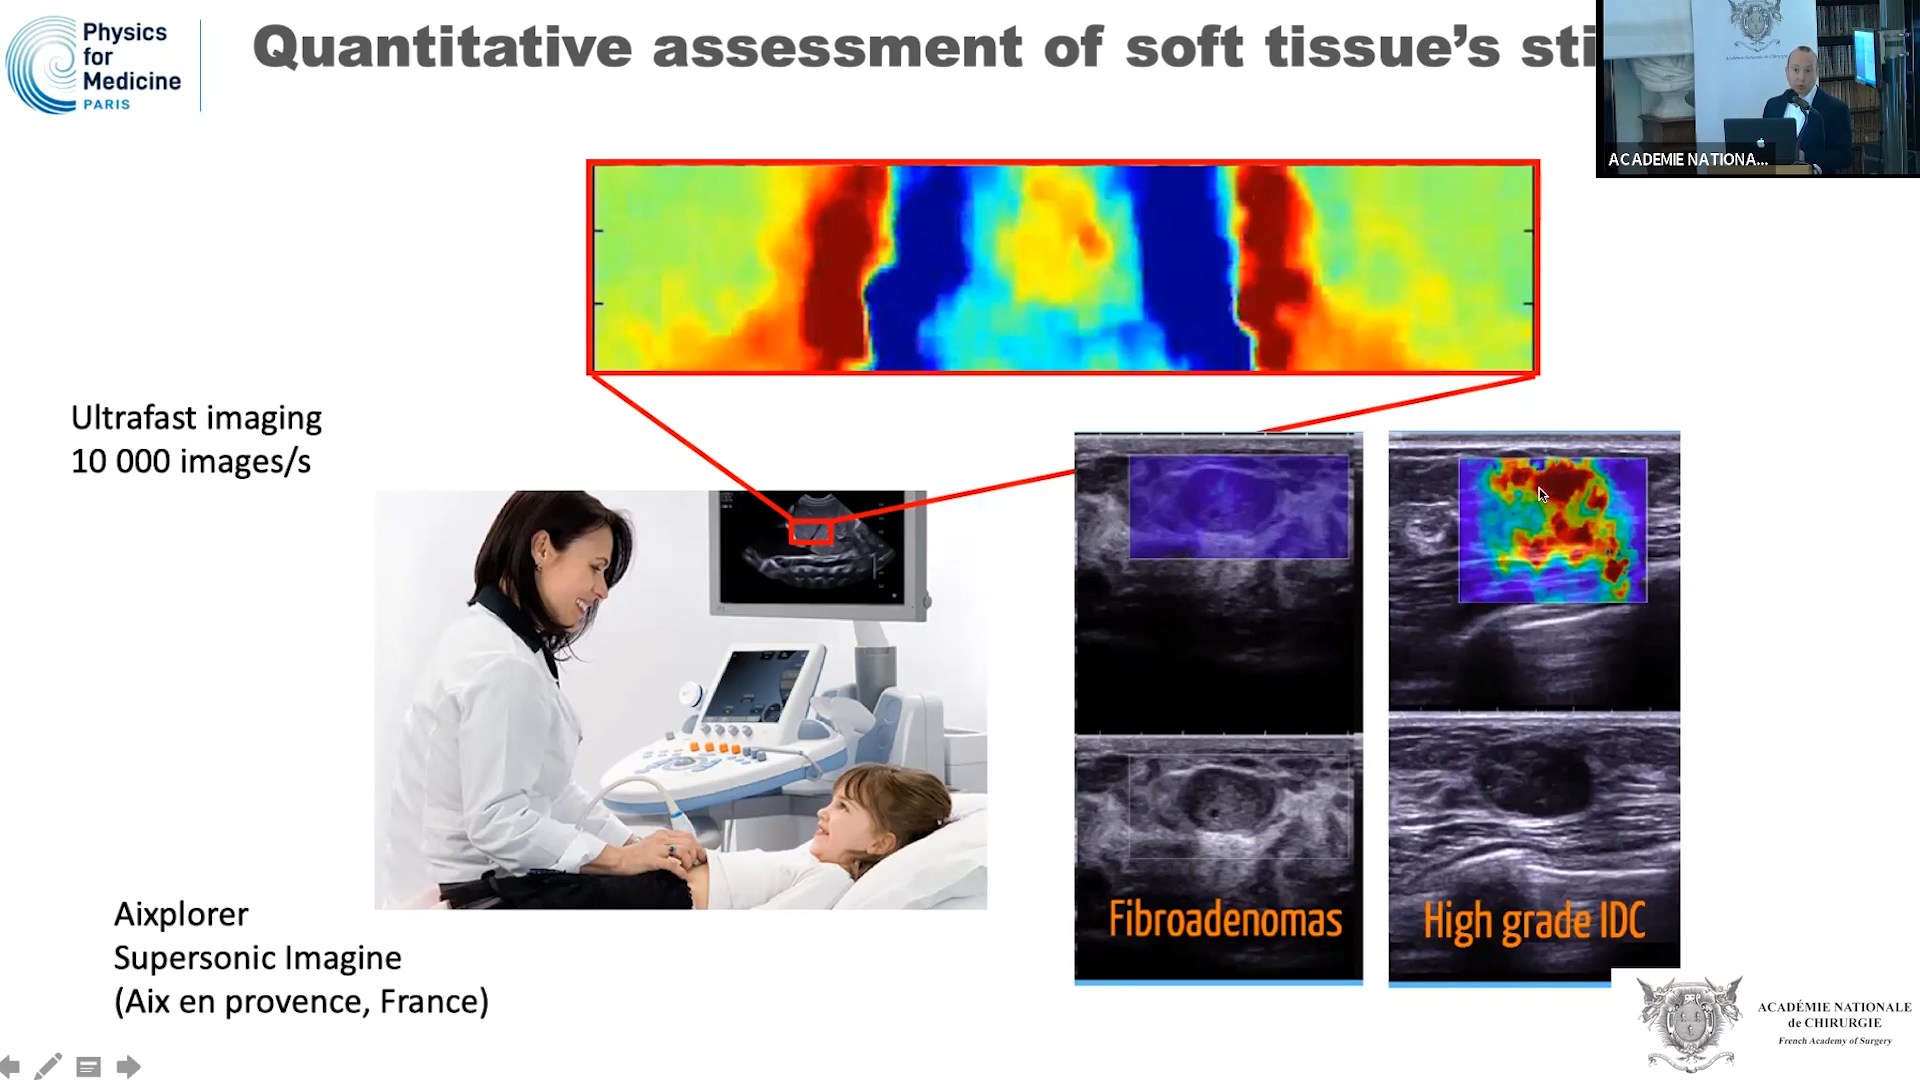 Physics
for
Medicine
PARIS
Quantitative assessment of soft tissue's sti
ACADEMIE NATIONA...
Ultrafast imaging
10 000 images/s
Aixplorer
Supersonic Imagine
(Aix en provence, France)
Fibroadenomas
High grade IDC
ACADÉMIE NATIONALE
de CHIRURGIE
French Academy of Surgery